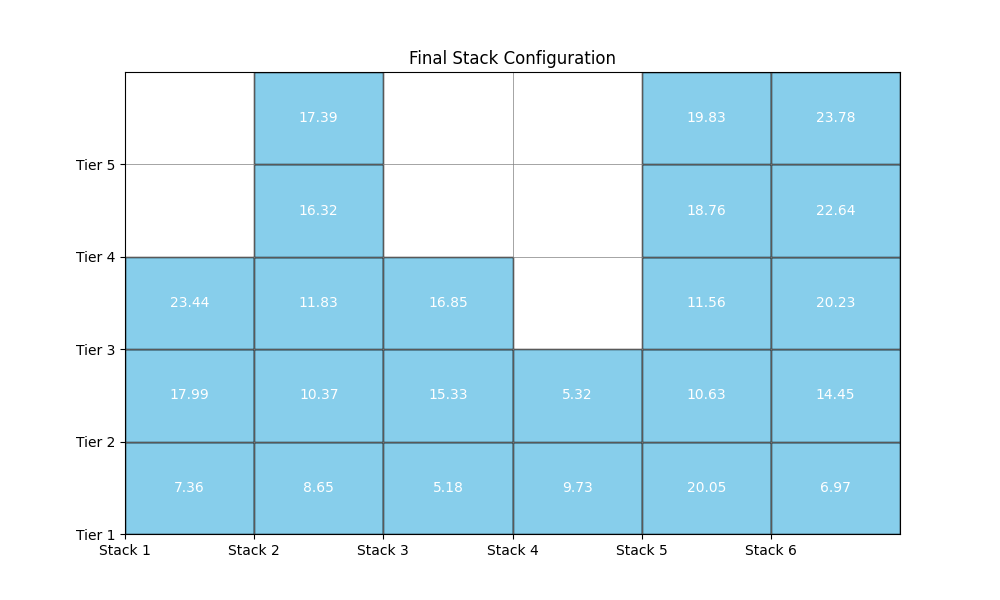 Final Stack Configuration
17.39 19.83 23.78
Tier 5
16.32 18.76 22.64
Tier 4
23.44 11.83 16.85 11.56 20.23
Tier 3
17.99 10.37 15.33 5.32 10.63 14.45
Tier 2
7.36 8.65 5.18 9.73 20.05 6.97
Tier 1
Stack 1 Stack 2 Stack 3 Stack 4 Stack 5 Stack 6